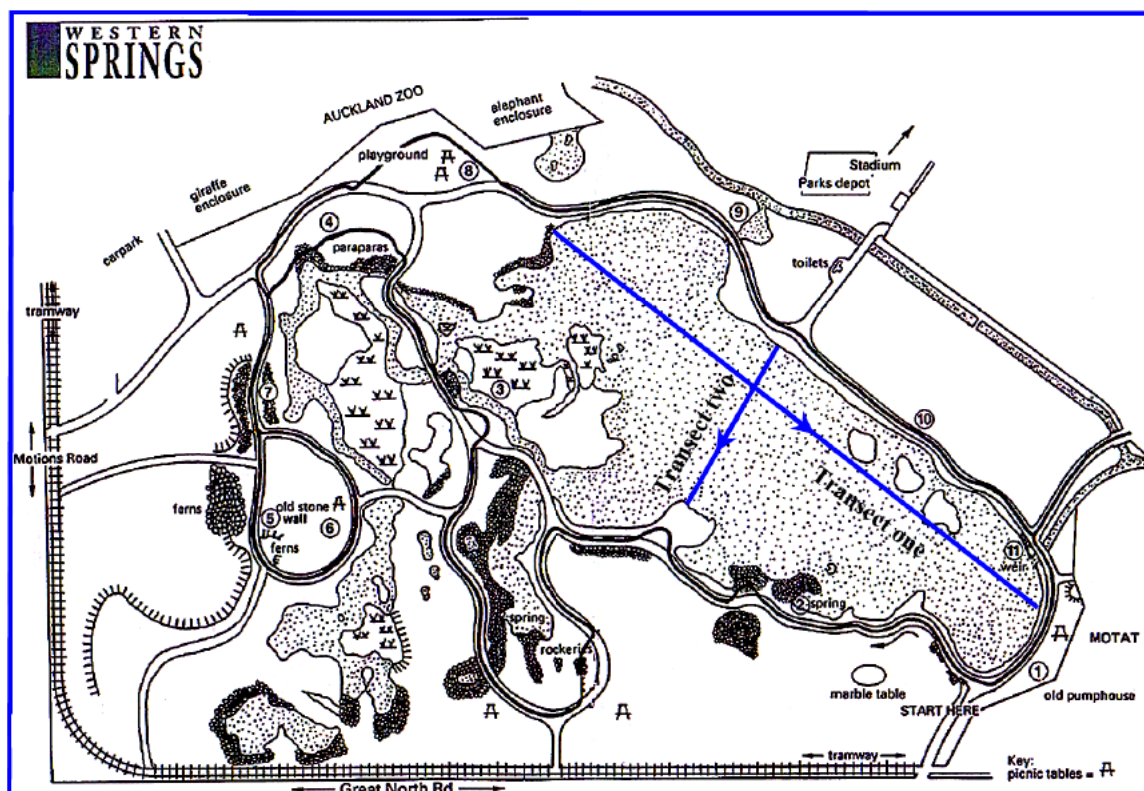 WESTERN
SPRINGS
AUCKLAND ZOO
elephant
enclosure
playground
8
giraffe
enclosure
Stadium
Parks depot
9
carpark
4
paraparas
toilets
tramway
3
7
Transect two
10
Transect one
Motions Road
ferns
old stone
wall
5
6
ferns
11
weir
spring
2 spring
rockeries
MOTAT
1
marble table
old pumphouse
START HERE
tramway
Key:
picnic tables =
Great North Rd